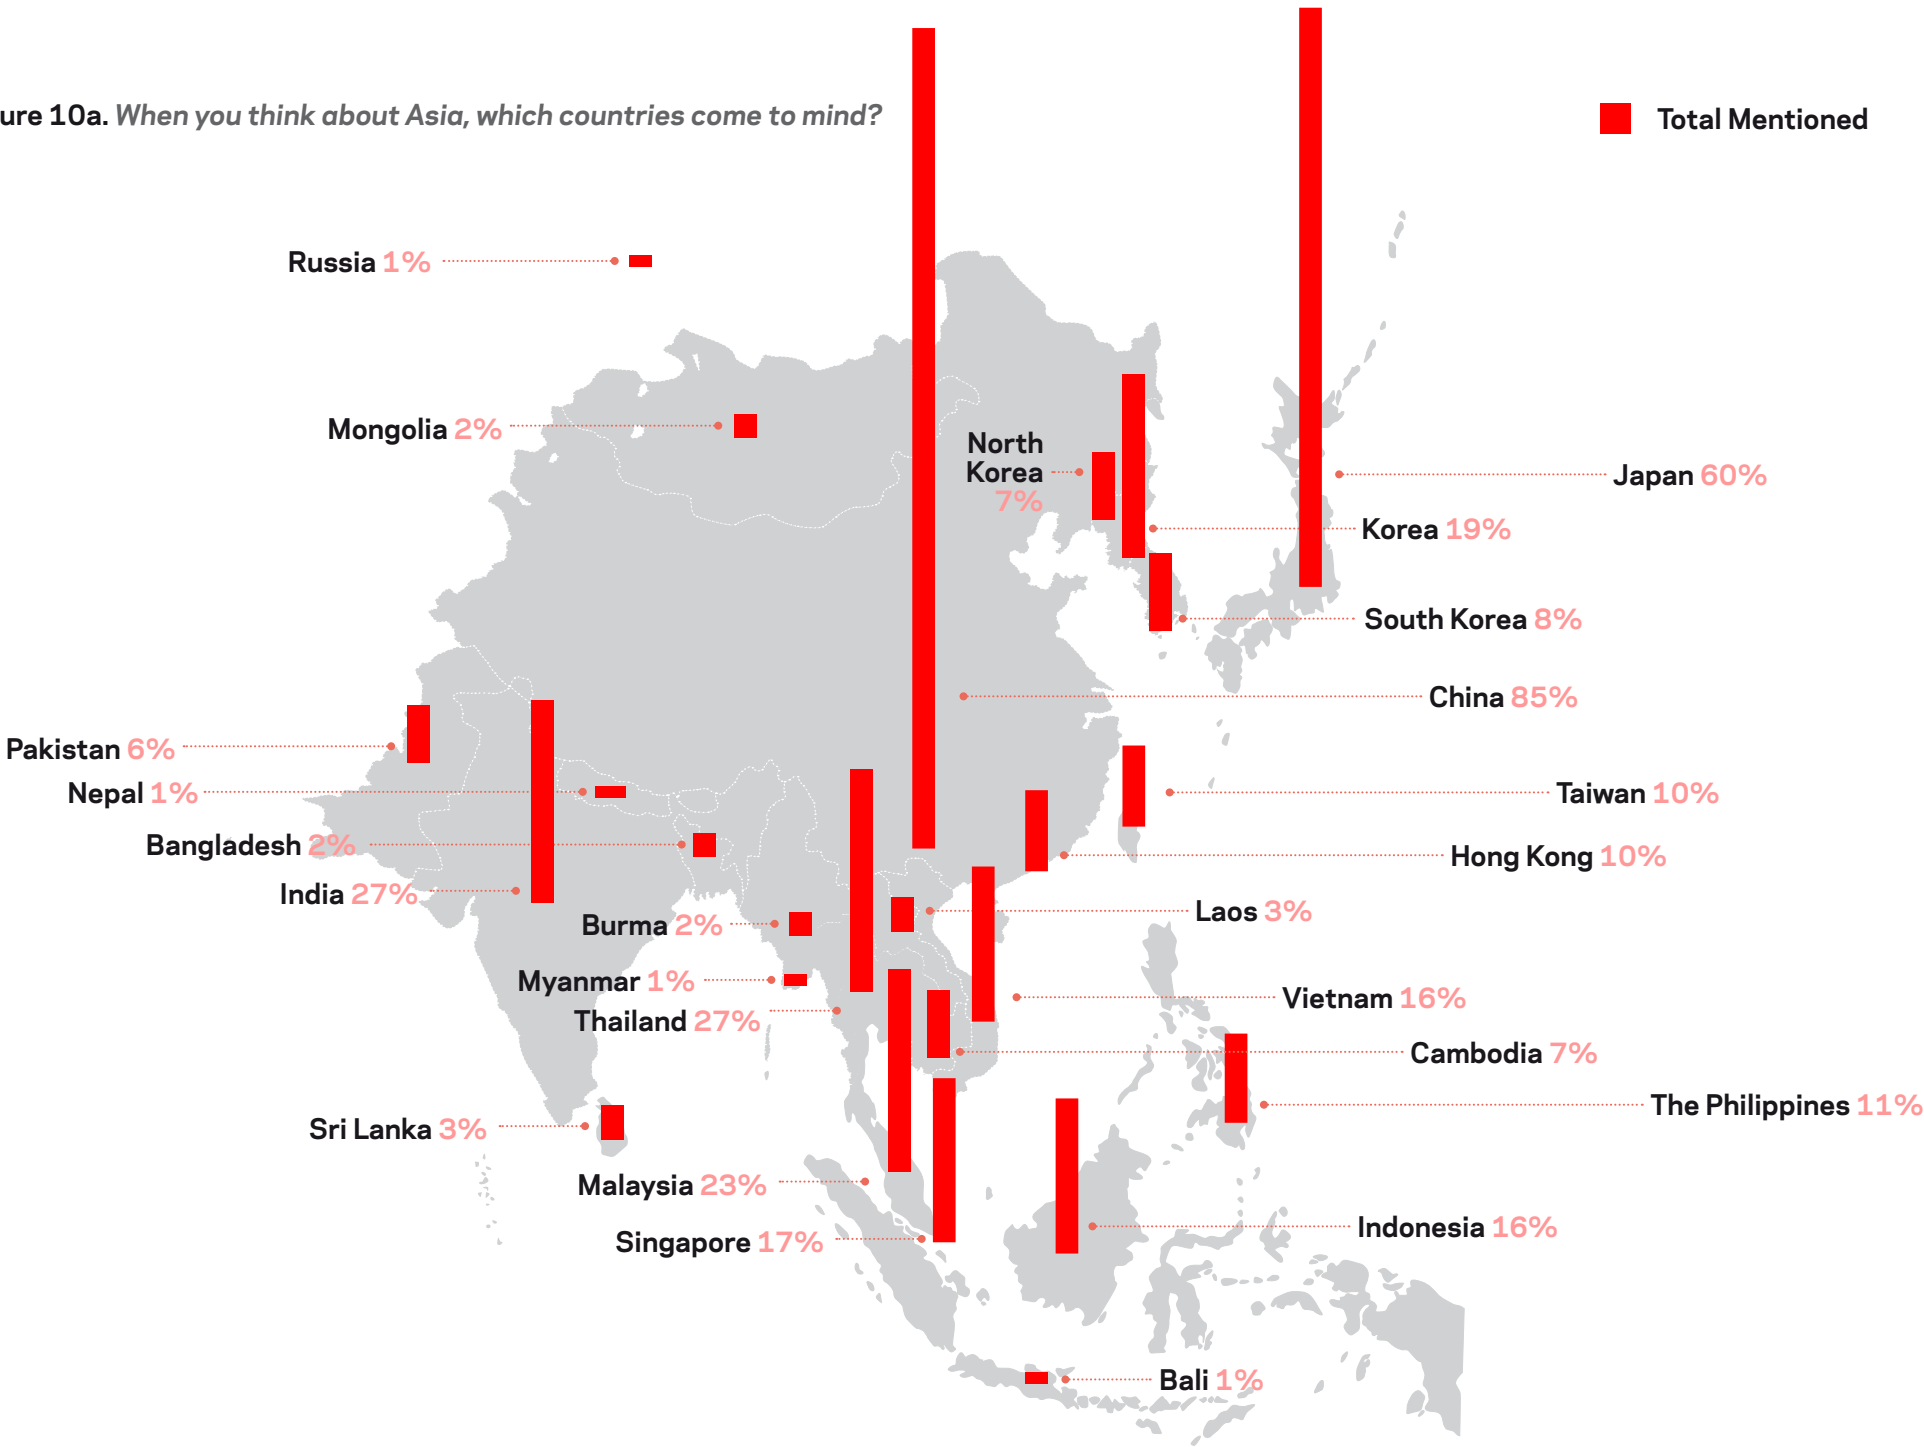 ure 10a. When you think about Asia, which countries come to mind?
Total Mentioned
Russia 1%
Mongolia 2%
North
Korea
7%
Japan 60%
Korea 19%
South Korea 8%
China 85%
Pakistan 6%
Nepal 1%
Taiwan 10%
Bangladesh 2%
Hong Kong 10%
India 27%
Laos 3%
Burma 2%
Myanmar 1%
Vietnam 16%
Thailand 27%
Cambodia 7%
The Philippines 11%
Sri Lanka 3%
Malaysia 23%
Indonesia 16%
Singapore 17%
Bali 1%